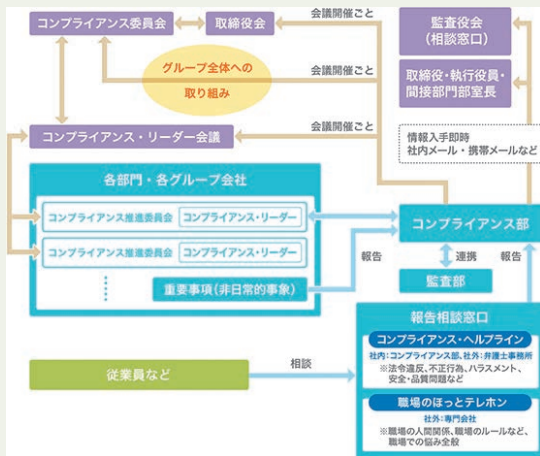 コンプライアンス委員会
取締役会
会議開催ごと
監査役会
(相談窓口)
グループ全体への
取り組み
会議開催ごと
取締役・執行役員・
間接部門部室長
コンプライアンス・リーダー会議
会議開催ごと
情報入手即時
社内メール・携帯メールなど
各部門・各グループ会社
コンプライアンス推進委員会
コンプライアンス・リーダー
コンプライアンス推進委員会
コンプライアンス・リーダー
重要事項(非日常的事象)
コンプライアンス部
報告
連携
報告
監査部
報告相談窓口
コンプライアンス・ヘルプライン
社内:コンプライアンス部、社外:弁護士事務所
※法令違反、不正行為、ハラスメント、
安全・品質問題など
従業員など
相談
職場のほっとテレホン
社外:専門会社
※職場の人間関係、職場のルールなど、
職場での悩み全般